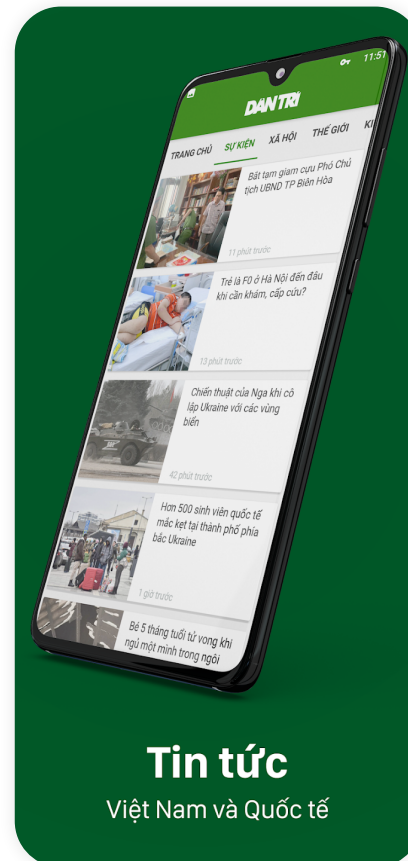 11:51
DANTRI
TRANG CHỦ SỰ KIỆN XÃ HỘI THẾ GIỚI KI
Bắt tạm giam cựu Phó Chủ
tịch UBND TP Biên Hòa
11 phút trước
Trẻ là F0 ở Hà Nội đến đâu
khi cần khám, cấp cứu?
13 phút trước
Chiến thuật của Nga khi cô
lập Ukraine với các vùng
biển
42 phút trước
Hơn 500 sinh viên quốc tế
mắc kẹt tại thành phố phía
bắc Ukraine
1 giờ trước
Bé 5 tháng tuổi tử vong khi
ngủ một mình trong ngôi
Tin tức
Việt Nam và Quốc tế